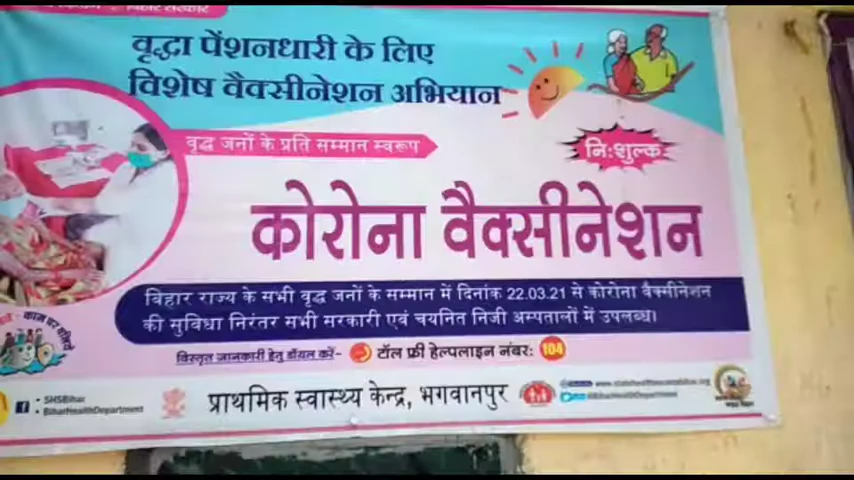 बिहार सरकार
वृद्धा पेंशनधारी के लिए
विशेष वैक्सीनेशन अभियान
वृद्ध जनों के प्रति सम्मान स्वरूप
निःशुल्क
कोरोना वैक्सीनेशन
बिहार राज्य के सभी वृद्ध जनों के सम्मान में दिनांक 22.03.21 से कोरोना वैक्सीनेशन
की सुविधा निरंतर सभी सरकारी एवं चयनित निजी अस्पतालों में उपलब्ध।
विस्तृत जानकारी हेतु डॉयल करें- टॉल फ्री हेल्पलाइन नंबर: 104
SHSBihar
BiharHealthDepartment
प्राथमिक स्वास्थ्य केन्द्र, भगवानपुर